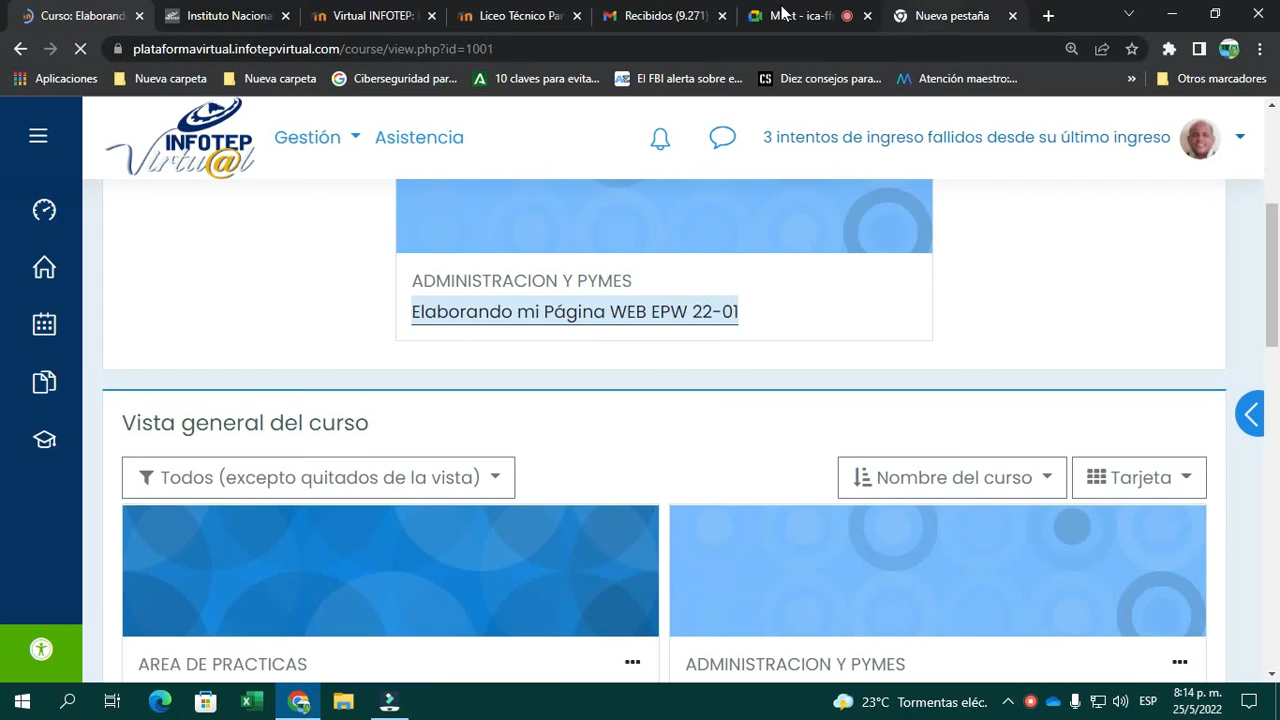 Curso: Elaborand
Instituto Naciona
Virtual INFOTEP:
Liceo Técnico Par
Recibidos (9.271)
Meet - ica-ff
Nueva pestaña
plataformavirtual.infotepvirtual.com/course/view.php?id=1001
Aplicaciones
Nueva carpeta
Nueva carpeta
Ciberseguridad par...
10 claves para evita...
El FBI alerta sobre e...
CS
Diez consejos para...
Atención maestro:...
»
Otros marcadores
INFOTEP
Virtu@l
Gestión
Asistencia
3 intentos de ingreso fallidos desde su último ingreso
ADMINISTRACION Y PYMES
Elaborando mi Página WEB EPW 22-01
Vista general del curso
Todos (excepto quitados de la vista)
Nombre del curso
Tarjeta
AREA DE PRACTICAS
ADMINISTRACION Y PYMES
23°C Tormentas eléc.
ESP
8:14 p. m.
25/5/2022